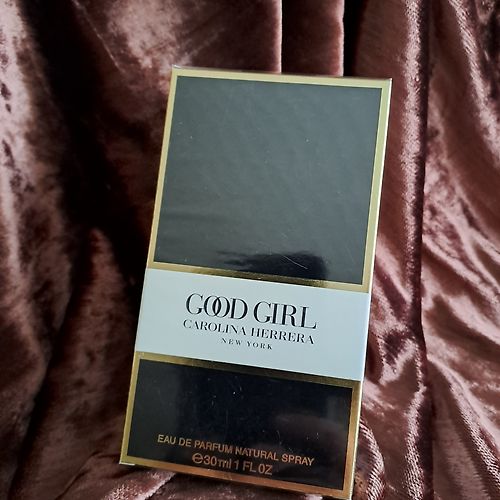 GOOD GIRL
CAROLINA HERRERA
NEW YORK
EAU DE PARFUM NATURAL SPRAY
℮30ml 1 FL OZ